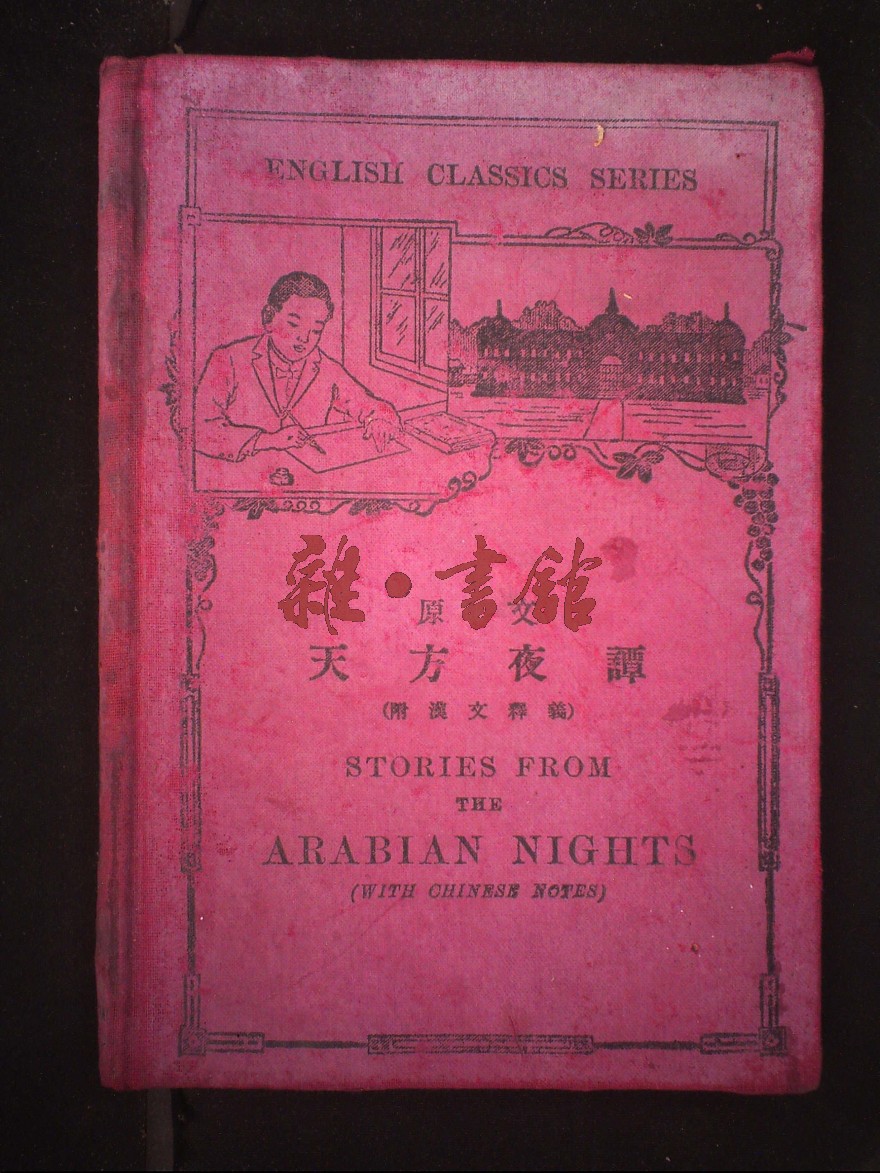 ENGLISH CLASSICS SERIES
雜·書館
原文
天方夜譚
(附漢文釋義)
STORIES FROM
THE
ARABIAN NIGHTS
(WITH CHINESE NOTES)